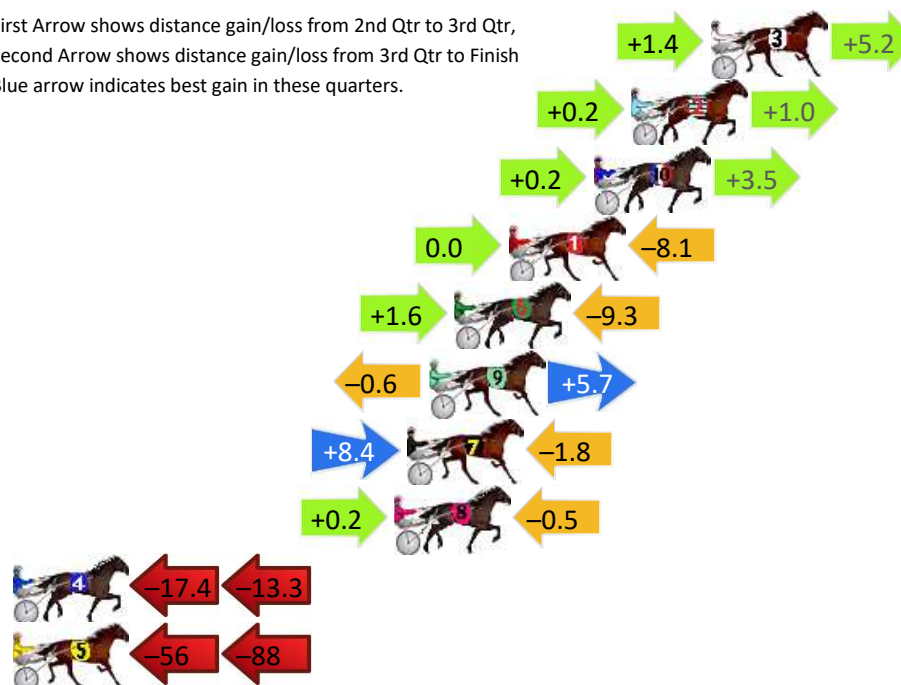 irst Arrow shows distance gain/loss from 2nd Qtr to 3rd Qtr,
econd Arrow shows distance gain/loss from 3rd Qtr to Finish
Blue arrow indicates best gain in these quarters.
+1.4 3 +5.2
+0.2 2 +1.0
+0.2 10 +3.5
0.0 1 –8.1
+1.6 6 –9.3
–0.6 9 +5.7
+8.4 7 –1.8
+0.2 8 –0.5
4 –17.4 –13.3
5 –56 –88